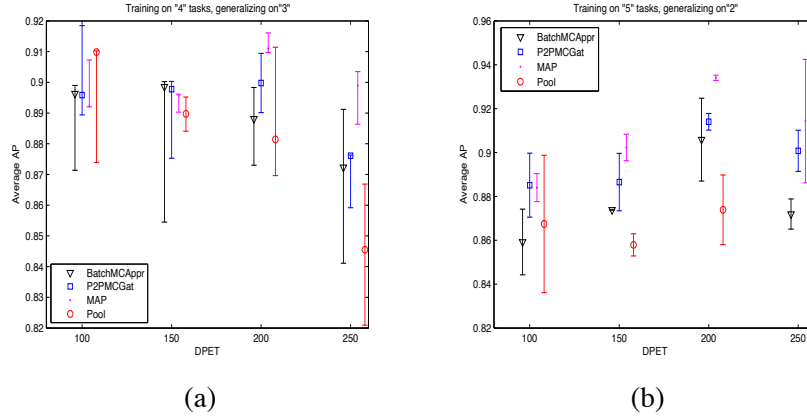 Training on "4" tasks, generalizing on"3"
0.92
0.91
0.9
0.89
0.88
0.87
0.86
0.85
0.84
0.83
0.82
Average AP
BatchMCAppr
P2PMCGat
MAP
Pool
100 150 200 250
DPET
(a)
Training on "5" tasks, generalizing on"2"
0.96
0.94
0.92
0.9
0.88
0.86
0.84
0.82
Average AP
BatchMCAppr
P2PMCGat
MAP
Pool
100 150 200 250
DPET
(b)